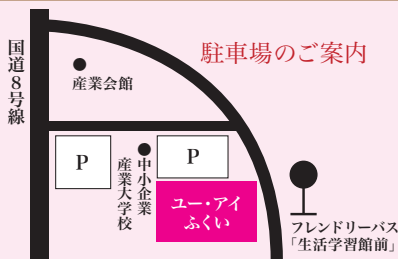 駐車場のご案内
国道8号線
産業会館
P
中小企業
産業大学校
P
ユー・アイ
ふくい
フレンドリーバス
「生活学習館前」